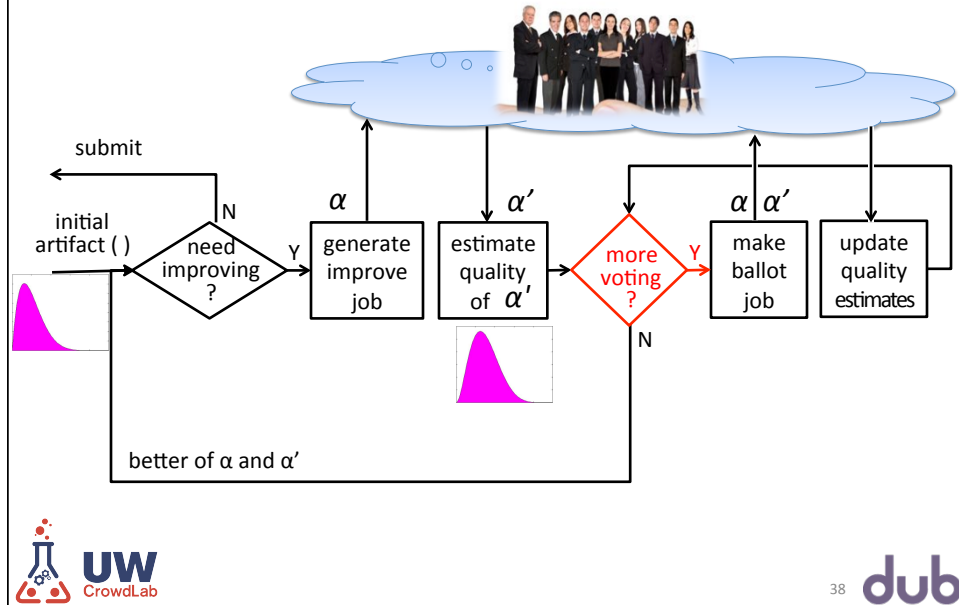 submit
N
initial
artifact ( )
need
improving
?
Y
α
generate
improve
job
α’
estimate
quality
of α'
more
voting
?
Y
N
α α’
make
ballot
job
update
quality
estimates
better of α and α’
UW
CrowdLab
38
dub